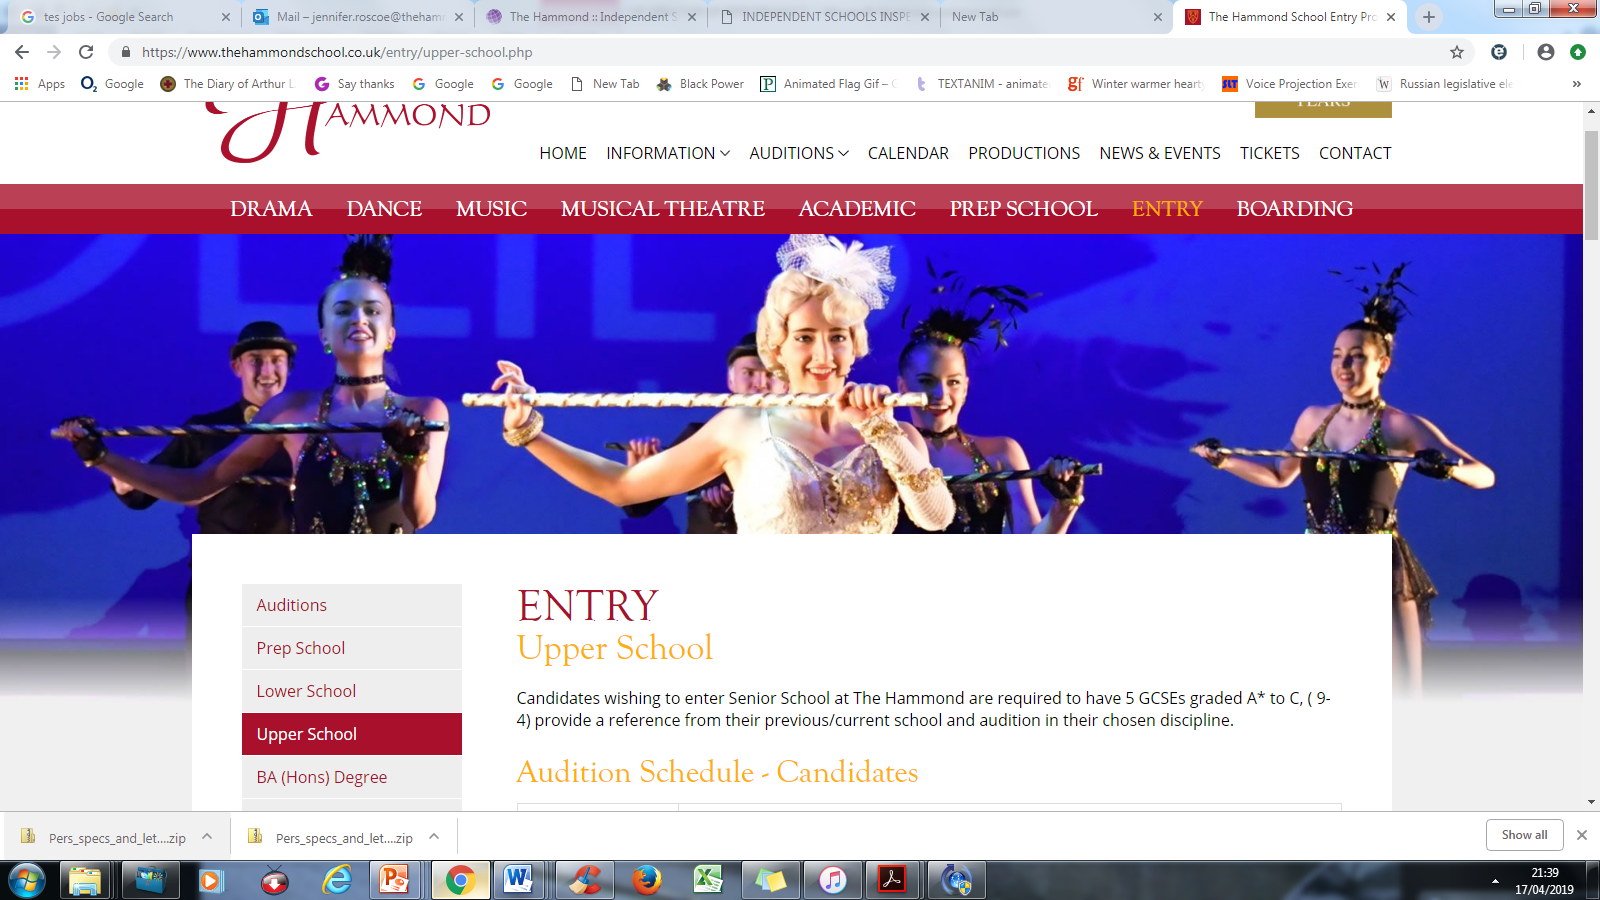 tes jobs - Google Search
Mail – jennifer.roscoe@theham
The Hammond :: Independent S
INDEPENDENT SCHOOLS INSPE
New Tab
The Hammond School Entry Pro
https://www.thehammondschool.co.uk/entry/upper-school.php
Apps
Google
The Diary of Arthur L
Say thanks
Google
Google
New Tab
Black Power
Animated Flag Gif – C
TEXTANIM - animate
Winter warmer heart
Voice Projection Exer
Russian legislative ele
»
HAMMOND
YEARS
HOME INFORMATION AUDITIONS CALENDAR PRODUCTIONS NEWS & EVENTS TICKETS CONTACT
DRAMA DANCE MUSIC MUSICAL THEATRE ACADEMIC PREP SCHOOL ENTRY BOARDING
Auditions
Prep School
Lower School
Upper School
BA (Hons) Degree
ENTRY
Upper School
Candidates wishing to enter Senior School at The Hammond are required to have 5 GCSEs graded A* to C, ( 9-
4) provide a reference from their previous/current school and audition in their chosen discipline.
Audition Schedule - Candidates
Pers_specs_and_let....zip
Pers_specs_and_let....zip
Show all
21:39
17/04/2019